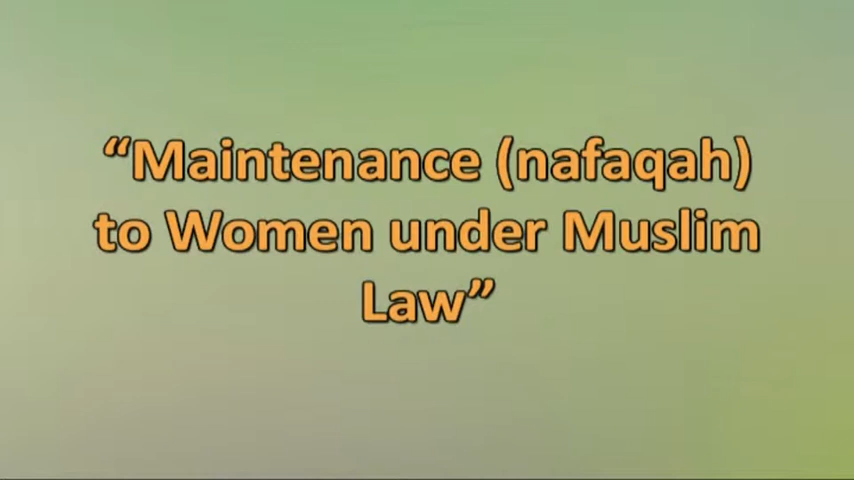 “Maintenance (nafaqah)
to Women under Muslim
Law”